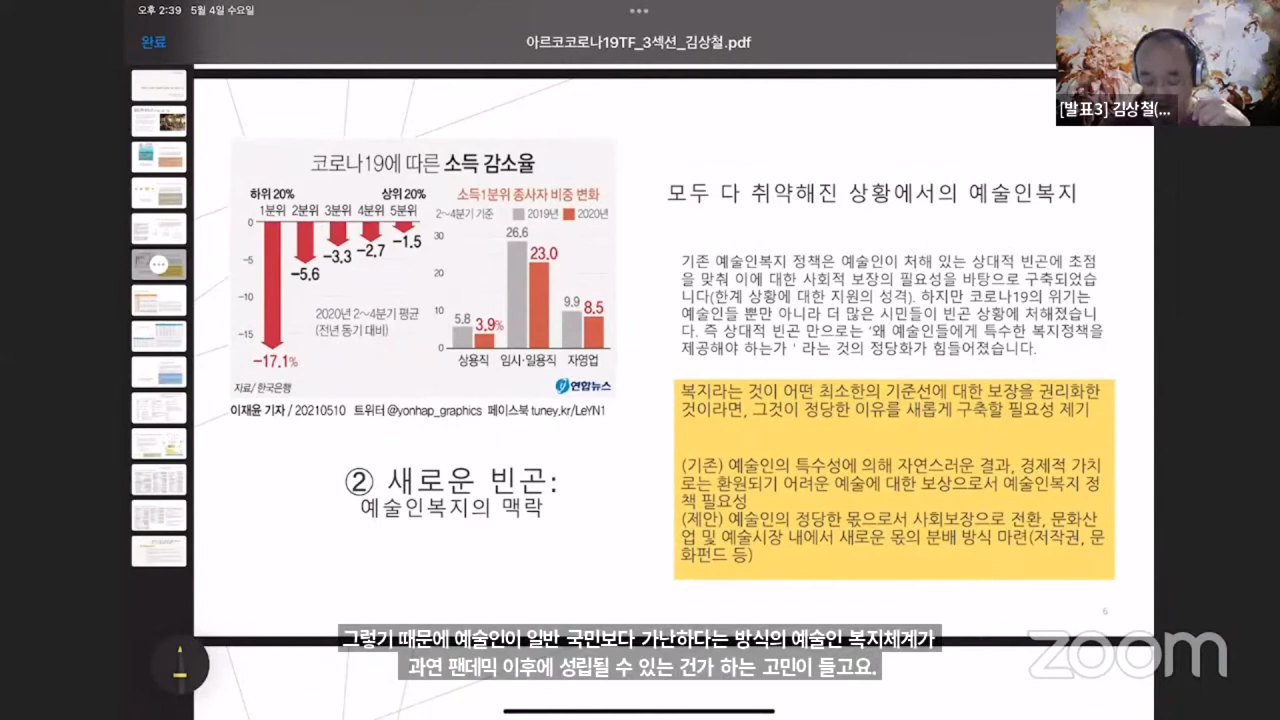 오후 2:39 5월 4일 수요일
완료
아르코코로나19TF_3섹션_김상철.pdf
[발표3] 김상철(...
코로나19에 따른 소득 감소율
하위 20% 상위 20%
1분위 2분위 3분위 4분위 5분위
0
-5
-10
-15
-17.1%
-5.6
-3.3
-2.7
-1.5
2020년 2~4분기 평균
(전년 동기 대비)
소득1분위 종사자 비중 변화
2~4분기 기준 2019년 2020년
30
20
10
0
5.8 3.9%
26.6 23.0
9.9 8.5
상용직 임시·일용직 자영업
자료/ 한국은행
연합뉴스
이재윤 기자 / 20210510 트위터 @yonhap_graphics 페이스북 tuney.kr/LeYN1
② 새로운 빈곤:
예술인복지의 맥락
모두 다 취약해진 상황에서의 예술인복지
기존 예술인복지 정책은 예술인이 처해 있는 상대적 빈곤에 초점
을 맞춰 이에 대한 사회적 보장의 필요성을 바탕으로 구축되었습
니다(한계 상황에 대한 지원의 성격). 하지만 코로나19의 위기는
예술인들 뿐만 아니라 더 많은 시민들이 빈곤 상황에 처해졌습니
다. 즉 상대적 빈곤 만으로는 '왜 예술인들에게 특수한 복지정책을
제공해야 하는가 ' 라는 것의 정당화가 힘들어졌습니다.
복지라는 것이 어떤 최소한의 기준선에 대한 보장을 권리화한
것이라면, 그것이 정당한 이유를 새롭게 구축할 필요성 제기
(기존) 예술인의 특수성에 의해 자연스러운 결과, 경제적 가치
로는 환원되기 어려운 예술에 대한 보상으로서 예술인복지 정
책 필요성
(제안) 예술인의 정당한 몫으로서 사회보장으로 전환, 문화산
업 및 예술시장 내에서 새로운 몫의 분배 방식 마련(저작권, 문
화펀드 등)
6
그렇기 때문에 예술인이 일반 국민보다 가난하다는 방식의 예술인 복지체계가
과연 팬데믹 이후에 성립될 수 있는 건가 하는 고민이 들고요.
zoom